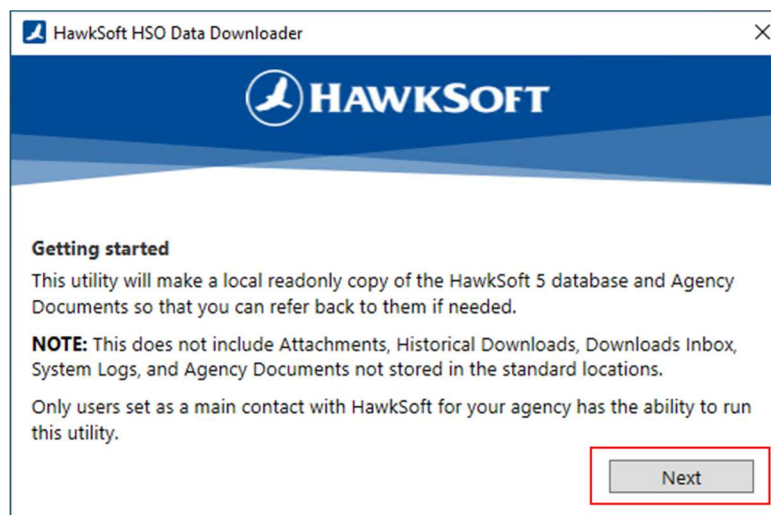 HawkSoft HSO Data Downloader
HAWKSOFT
Getting started
This utility will make a local readonly copy of the HawkSoft 5 database and Agency
Documents so that you can refer back to them if needed.
NOTE: This does not include Attachments, Historical Downloads, Downloads Inbox,
System Logs, and Agency Documents not stored in the standard locations.
Only users set as a main contact with HawkSoft for your agency has the ability to run
this utility.
Next